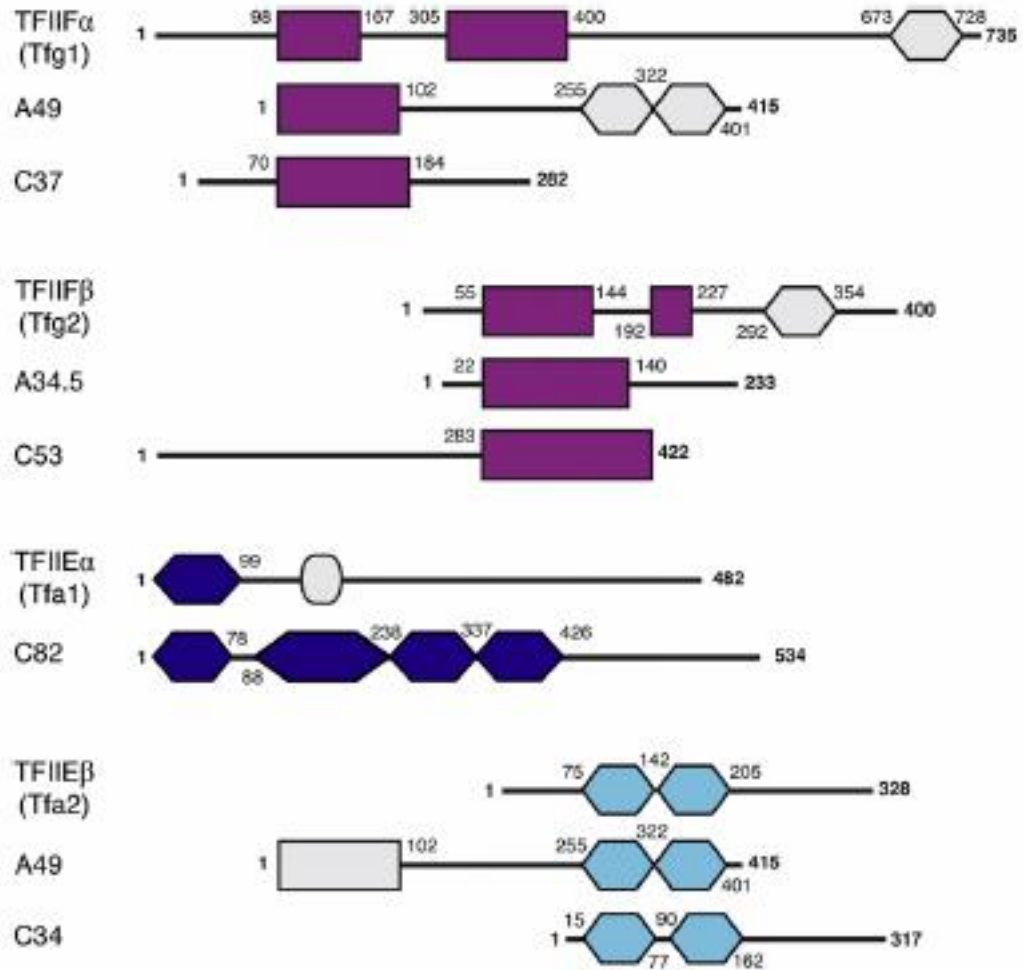 TFIIFα 1 98 167 305 400 673 728 735
(Tfg1)
A49 1 102 255 322 401 415
C37 1 70 184 282
TFIIFβ 1 55 144 192 227 292 354 400
(Tfg2)
A34.5 1 22 140 233
C53 1 283 422
TFIIEα 1 99 482
(Tfa1)
C82 1 78 88 238 337 426 534
TFIIEβ 1 75 142 205 328
(Tfa2)
A49 1 102 255 322 401 415
C34 1 15 77 90 162 317